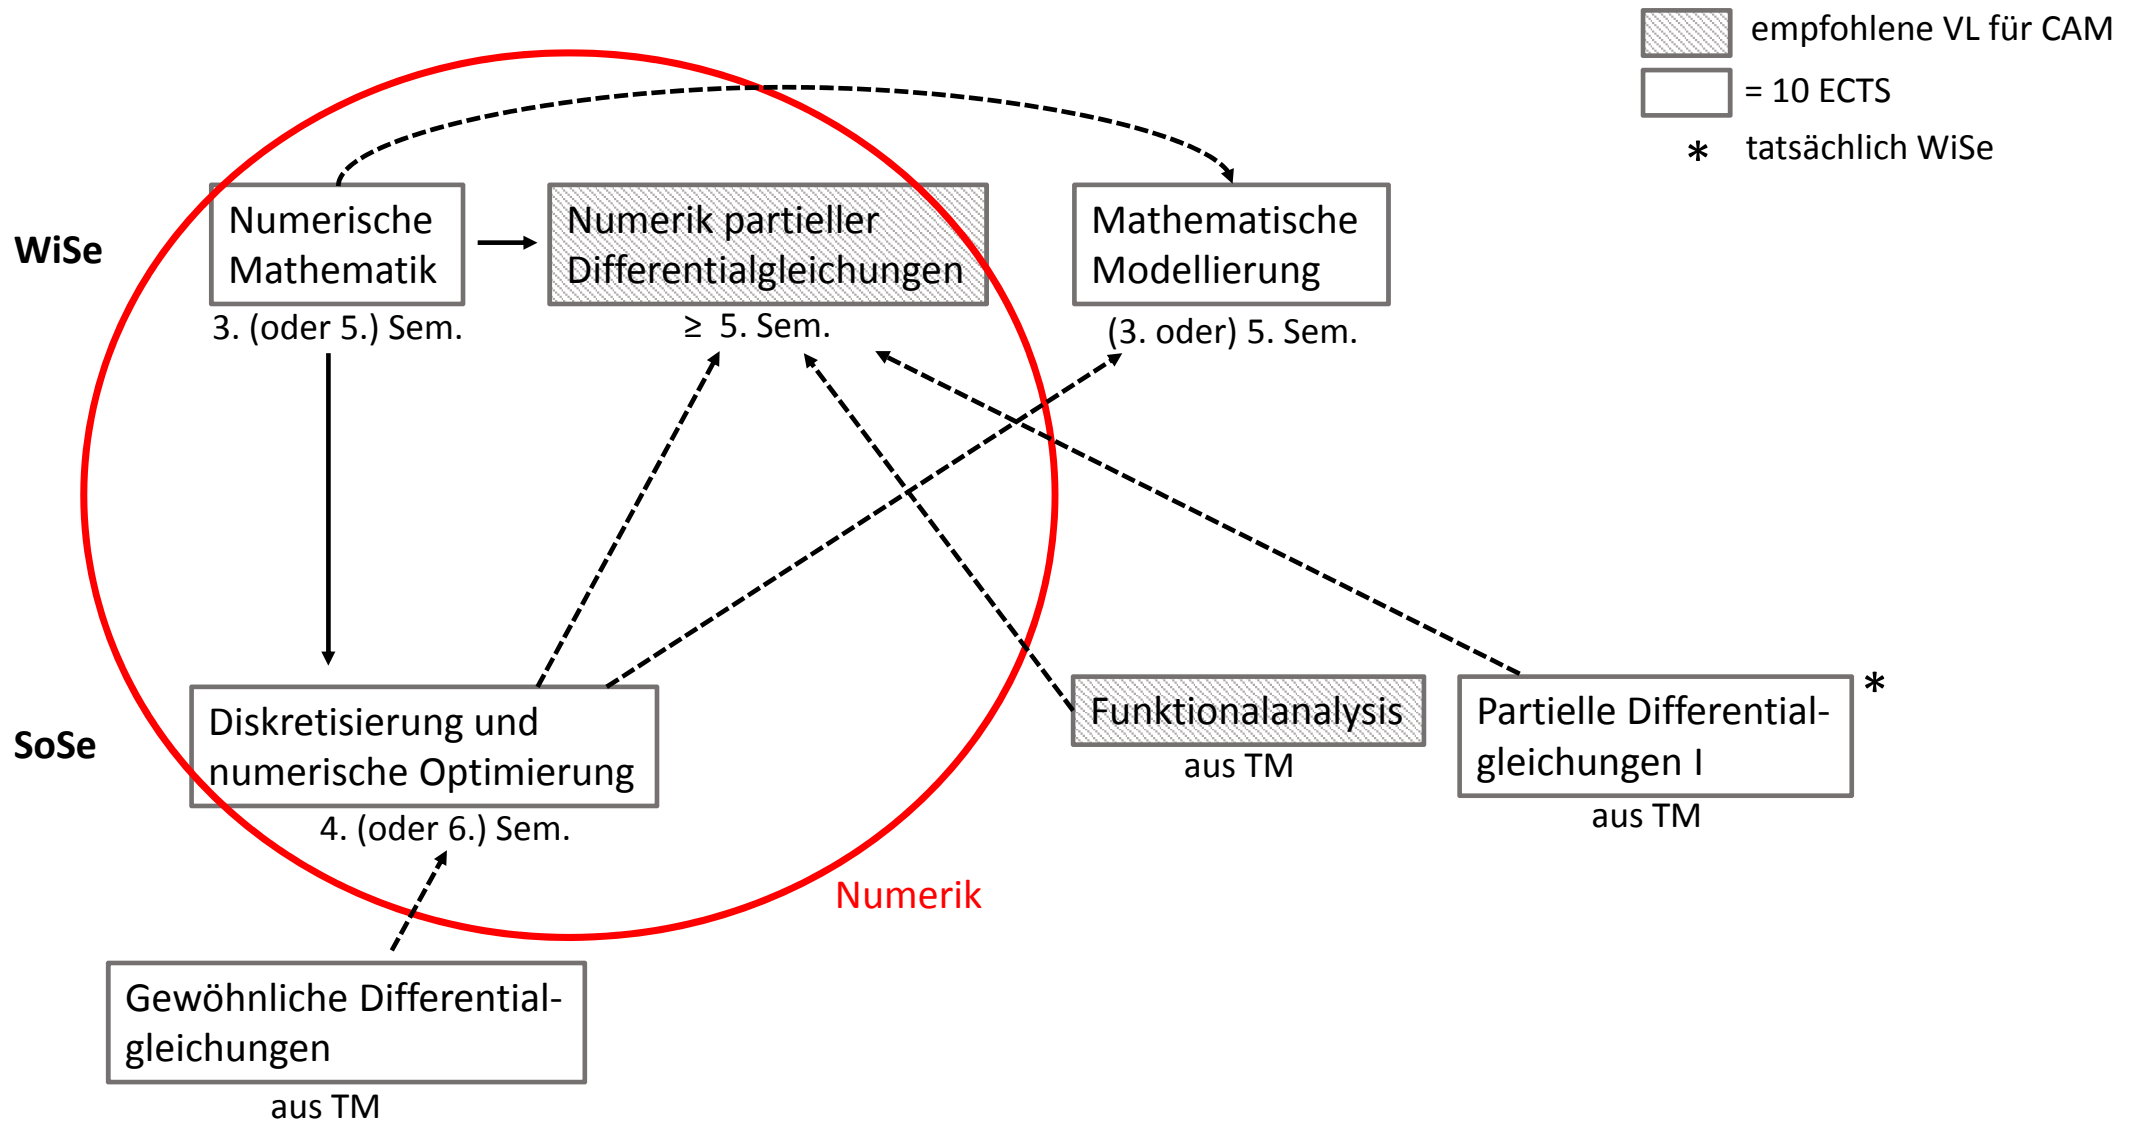 empfohlene VL für CAM
= 10 ECTS
* tatsächlich WiSe
WiSe
Numerische
Mathematik
3. (oder 5.) Sem.
Numerik partieller
Differentialgleichungen
≥ 5. Sem.
Mathematische
Modellierung
(3. oder) 5. Sem.
SoSe
Diskretisierung und
numerische Optimierung
4. (oder 6.) Sem.
Funktionalanalysis
aus TM
Partielle Differential-
gleichungen I
*
aus TM
Numerik
Gewöhnliche Differential-
gleichungen
aus TM